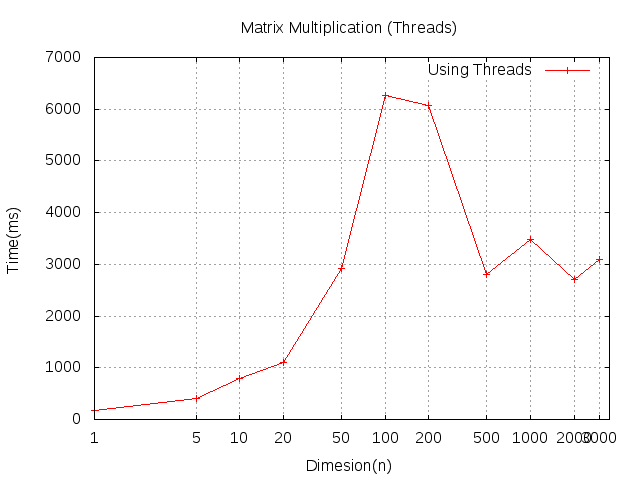 Matrix Multiplication (Threads)
Using Threads
7000
6000
5000
4000
3000
2000
1000
0
Time(ms)
1 5 10 20 50 100 200 500 1000 2000 3000
Dimesion(n)